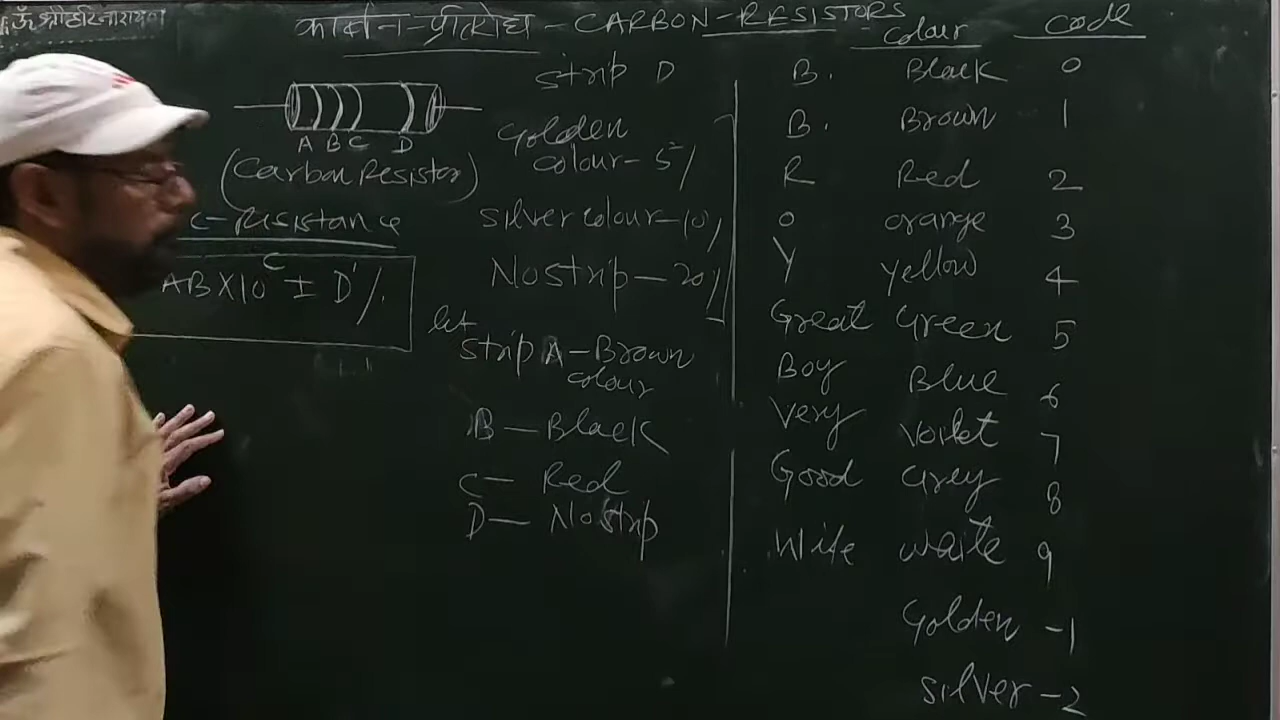 ॐ श्रीहरिनारायण
कार्बन-प्रतिरोध - CARBON-RESISTORS
A B C D
(Carbon Resistor)
C-Resistance
AB X 10^C ± D%
strip D
Golden
colour - 5%
silver colour - 10%
No strip - 20%
let
strip A - Brown
colour
B - Black
C - Red
D - No strip
colour code
B. Black 0
B. Brown 1
R Red 2
O orange 3
Y yellow 4
Great Green 5
Boy Blue 6
Very Voilet 7
Good Grey 8
Wife waite 9
Golden -1
silver -2